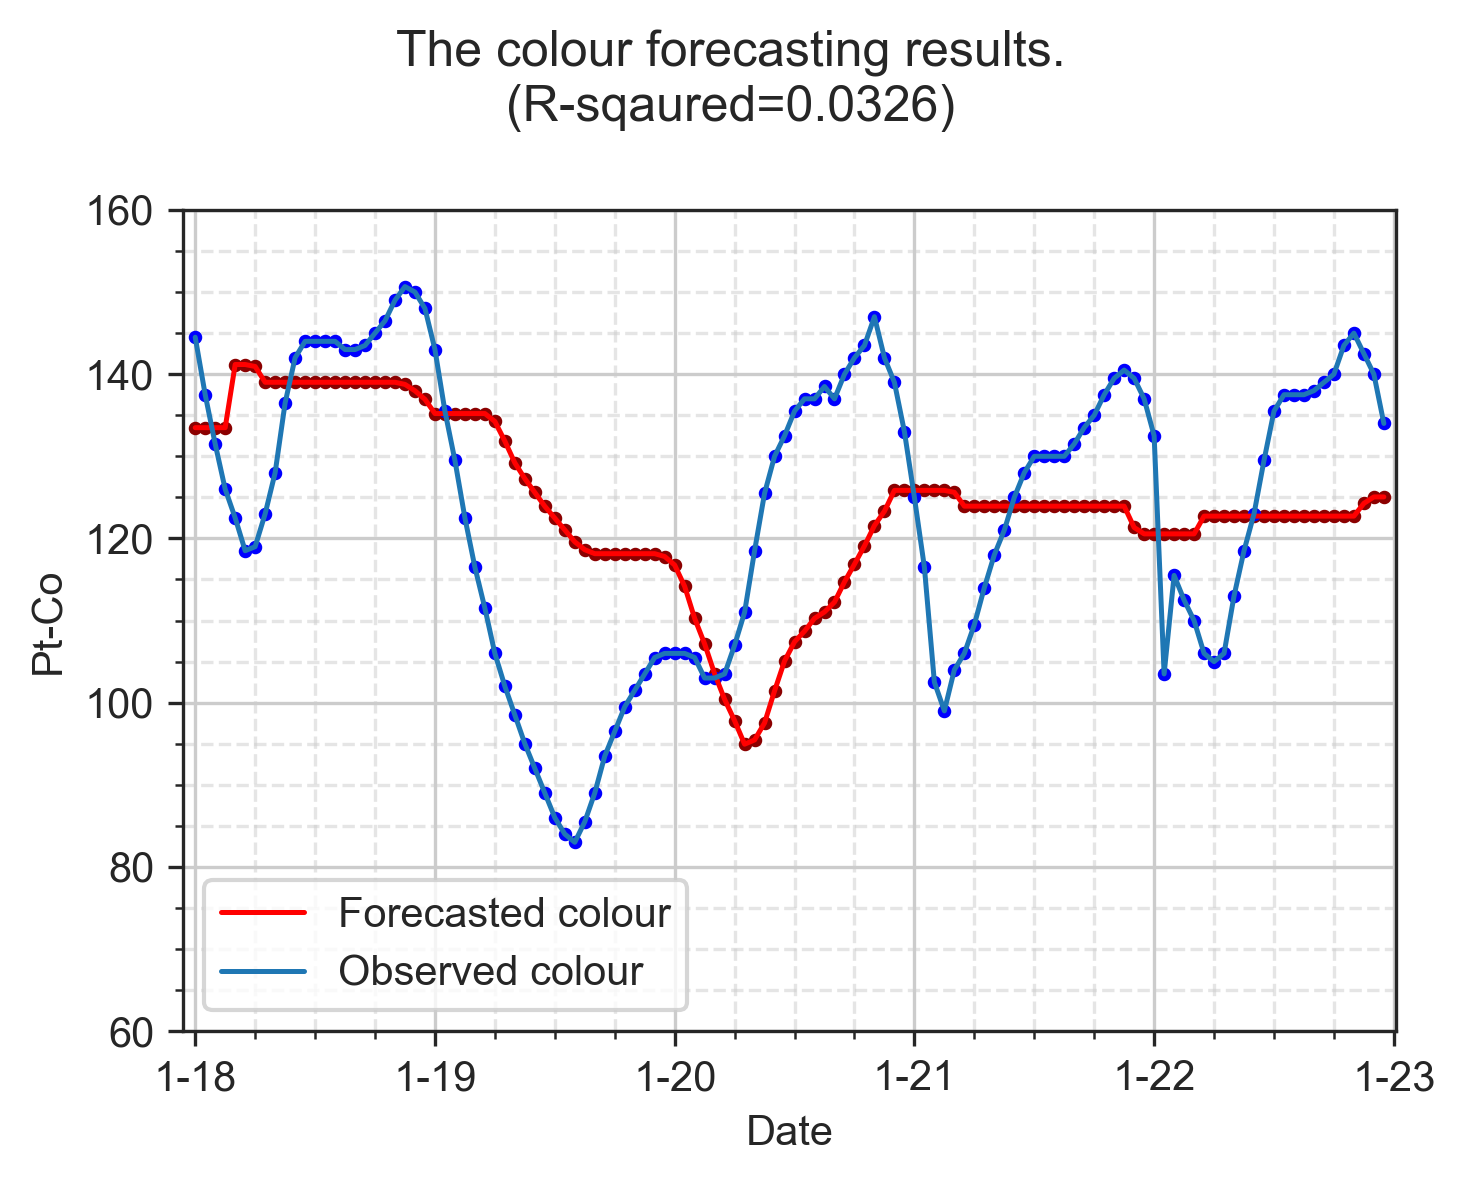 The colour forecasting results.
(R-sqaured=0.0326)
160
140
120
100
80
60
Pt-Co
Forecasted colour
Observed colour
1-18 1-19 1-20 1-21 1-22 1-23
Date